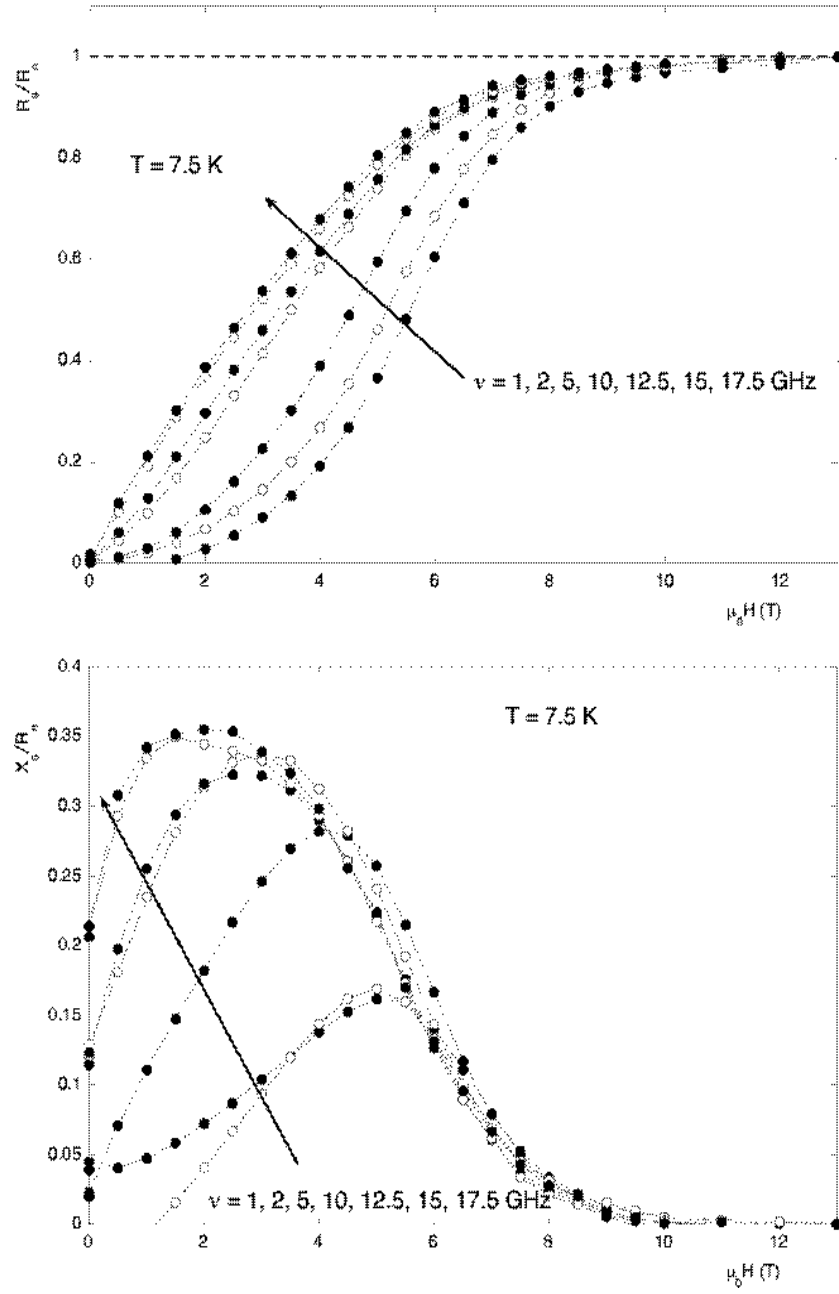 1
R_s/R_n
0.8
T = 7.5 K
0.6
0.4
ν = 1, 2, 5, 10, 12.5, 15, 17.5 GHz
0.2
0
0 2 4 6 8 10 12
μ_0H (T)
0.4
T = 7.5 K
0.35
X_s/R_n
0.3
0.25
0.2
0.15
0.1
0.05
ν = 1, 2, 5, 10, 12.5, 15, 17.5 GHz
0
0 2 4 6 8 10 12
μ_0H (T)